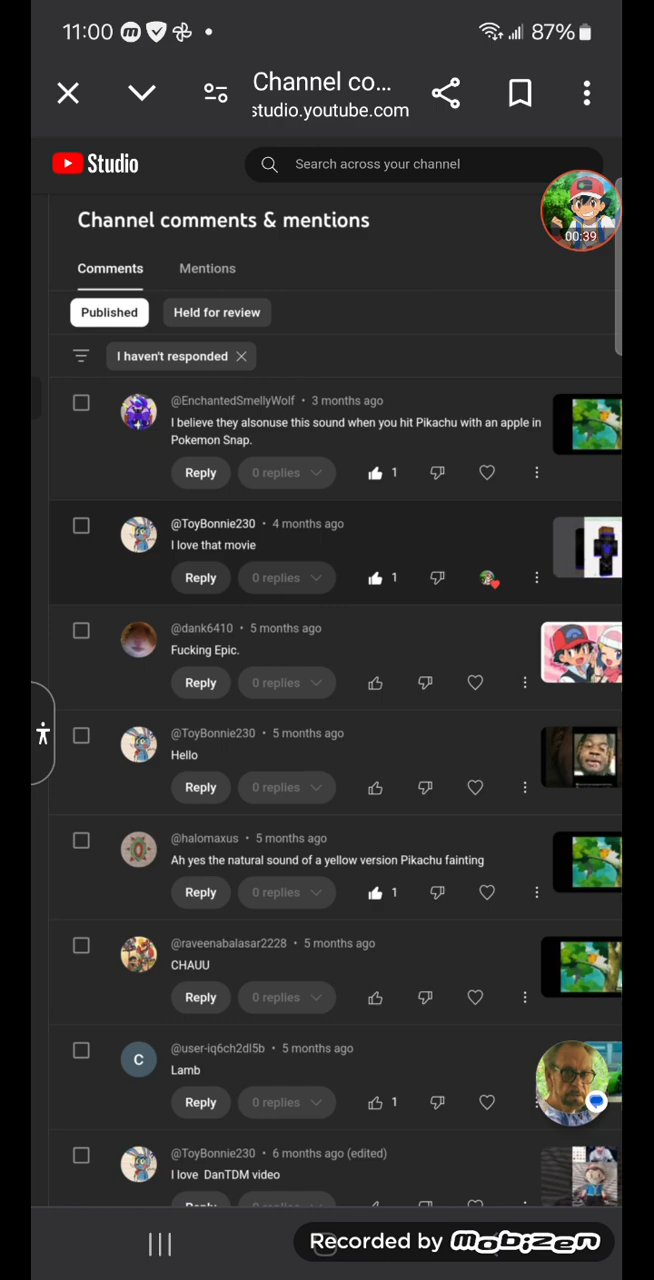 11:00
87%
Channel co...
studio.youtube.com
Studio
Search across your channel
Channel comments & mentions
00:39
Comments
Mentions
Published
Held for review
I haven't responded
@EnchantedSmellyWolf • 3 months ago
I believe they alsonuse this sound when you hit Pikachu with an apple in
Pokemon Snap.
Reply
0 replies
1
@ToyBonnie230 • 4 months ago
I love that movie
Reply
0 replies
1
@dank6410 • 5 months ago
Fucking Epic.
Reply
0 replies
@ToyBonnie230 • 5 months ago
Hello
Reply
0 replies
@halomaxus • 5 months ago
Ah yes the natural sound of a yellow version Pikachu fainting
Reply
0 replies
1
@raveenabalasar2228 • 5 months ago
CHAUU
Reply
0 replies
C
@user-iq6ch2dl5b • 5 months ago
Lamb
Reply
0 replies
1
@ToyBonnie230 • 6 months ago (edited)
I love DanTDM video
Reply
0 replies
Recorded by mobizen